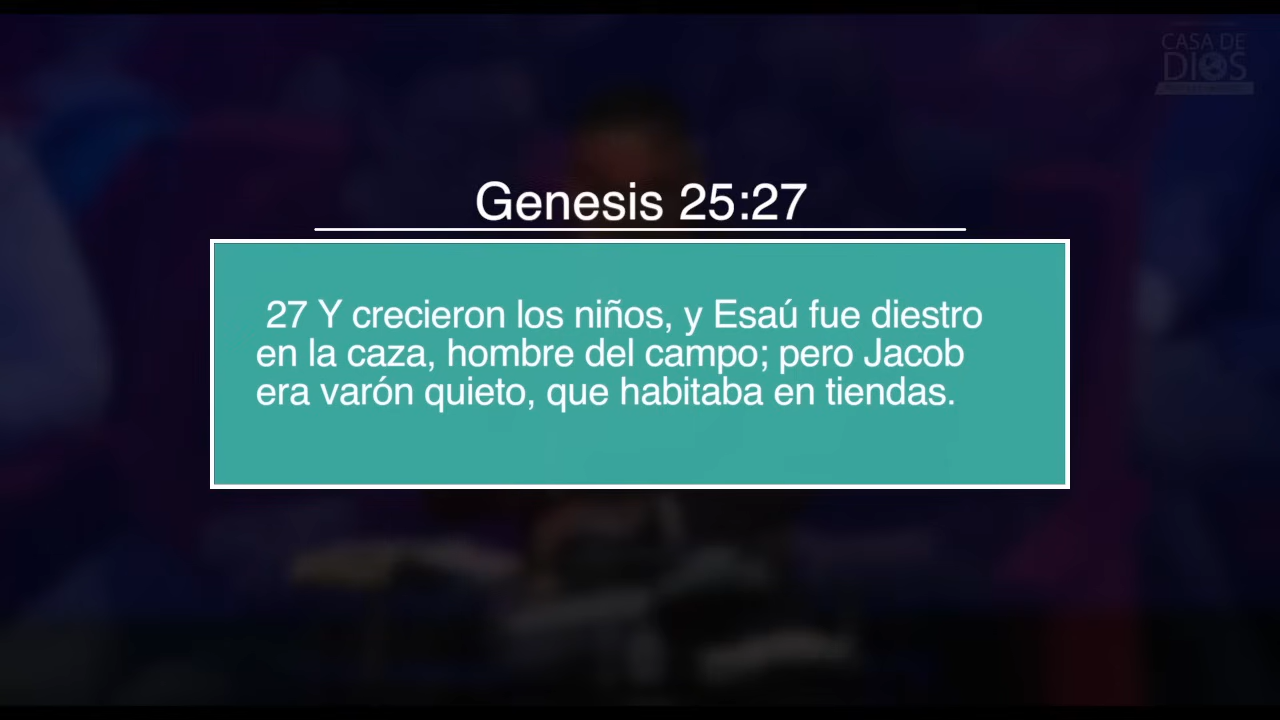 CASA DE
DIOS
Genesis 25:27
27 Y crecieron los niños, y Esaú fue diestro
en la caza, hombre del campo; pero Jacob
era varón quieto, que habitaba en tiendas.